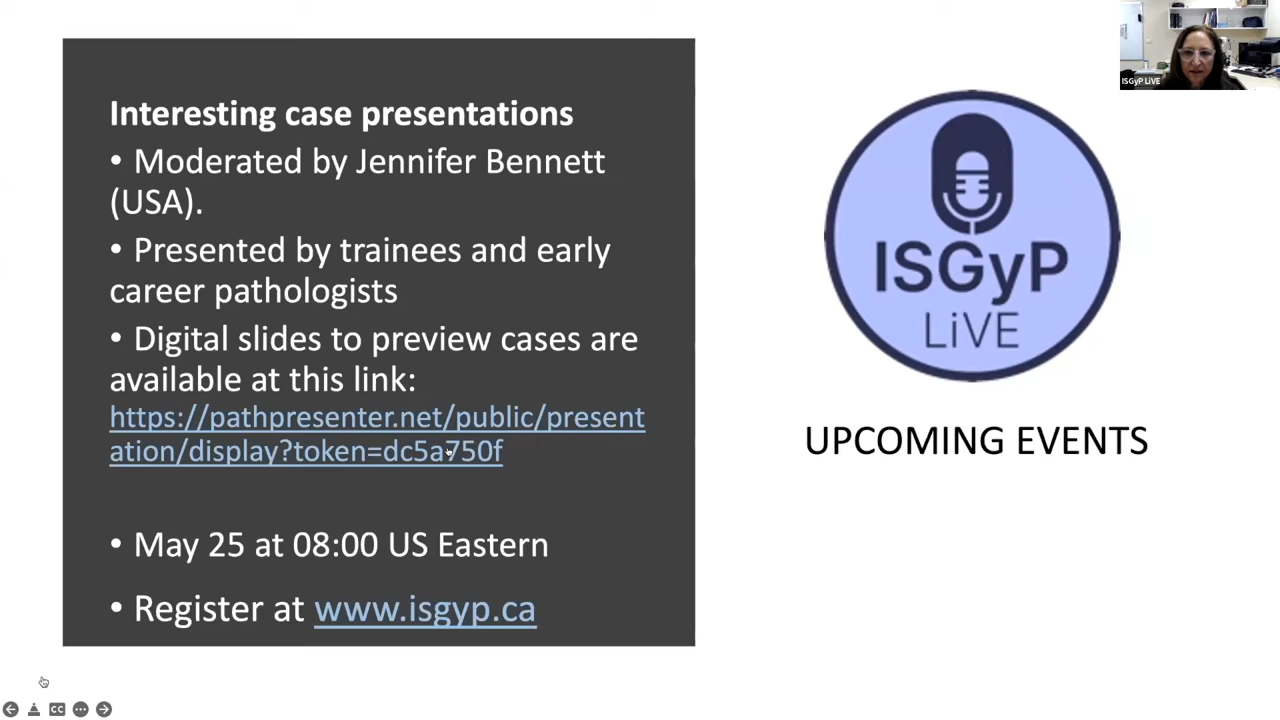 Interesting case presentations
• Moderated by Jennifer Bennett
(USA).
• Presented by trainees and early
career pathologists
• Digital slides to preview cases are
available at this link:
https://pathpresenter.net/public/present
ation/display?token=dc5a750f
• May 25 at 08:00 US Eastern
• Register at www.isgyp.ca
ISGyP LiVE
ISGyP
LiVE
UPCOMING EVENTS
CC